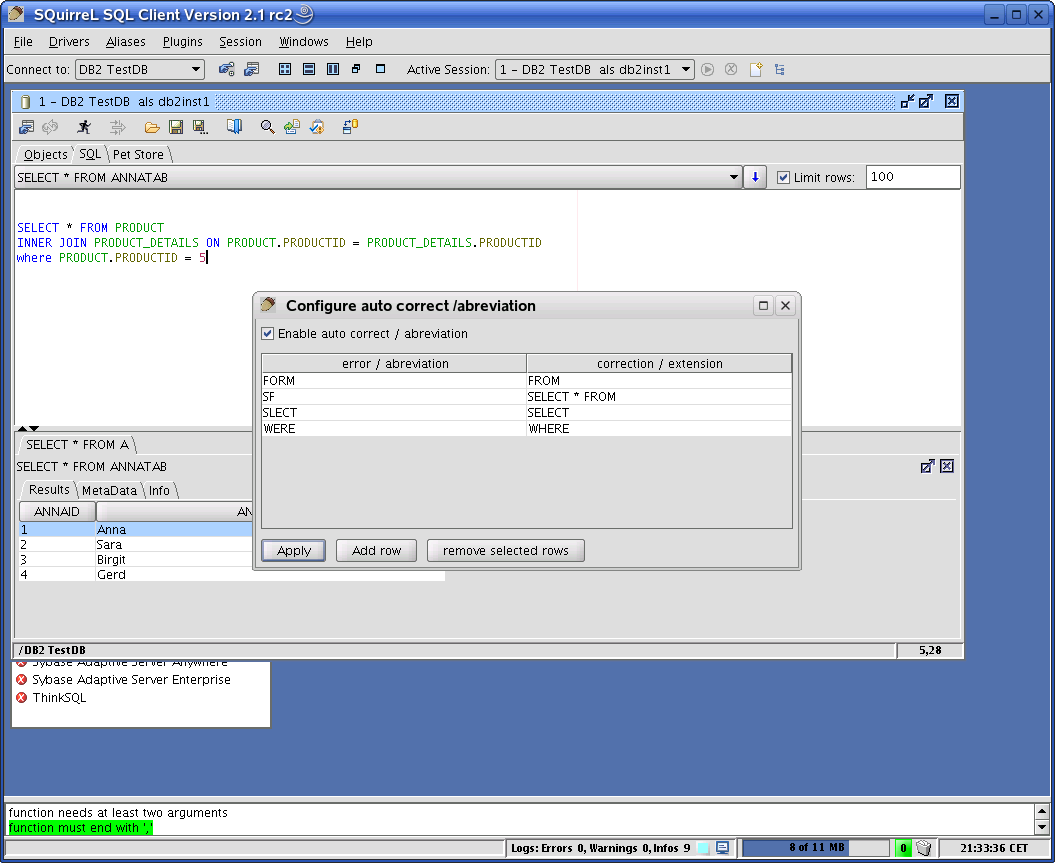 SQuirreL SQL Client Version 2.1 rc2
File Drivers Aliases Plugins Session Windows Help
Connect to: DB2 TestDB Active Session: 1 - DB2 TestDB als db2inst1
1 - DB2 TestDB als db2inst1
Objects SQL Pet Store
SELECT * FROM ANNATAB Limit rows: 100
SELECT * FROM PRODUCT
INNER JOIN PRODUCT_DETAILS ON PRODUCT.PRODUCTID = PRODUCT_DETAILS.PRODUCTID
where PRODUCT.PRODUCTID = 5
Configure auto correct /abreviation
Enable auto correct / abreviation
error / abreviation correction / extension
FORM FROM
SF SELECT * FROM
SLECT SELECT
WERE WHERE
Apply Add row remove selected rows
SELECT * FROM A
SELECT * FROM ANNATAB
Results MetaData Info
ANNAID AN
1 Anna
2 Sara
3 Birgit
4 Gerd
/DB2 TestDB 5,28
Sybase Adaptive Server Anywhere
Sybase Adaptive Server Enterprise
ThinkSQL
function needs at least two arguments
function must end with ','
Logs: Errors 0, Warnings 0, Infos 9 8 of 11 MB 0 21:33:36 CET